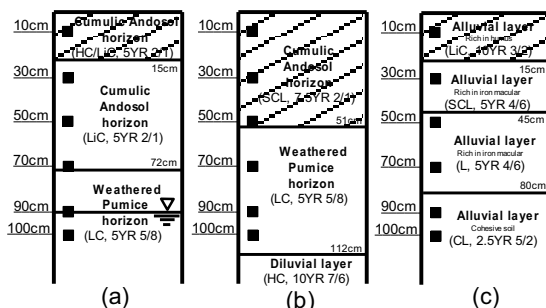 10cm
30cm
50cm
70cm
90cm
100cm
Cumulic Andosol
horizon
(HC/LiC, 5YR 2/1)
15cm
Cumulic
Andosol
horizon
(LiC, 5YR 2/1)
72cm
Weathered
Pumice
horizon
(LC, 5YR 5/8)
(a)
10cm
30cm
50cm
70cm
90cm
100cm
Cumulic
Andosol
horizon
(SCL, 7.5YR 2/1)
51cm
Weathered
Pumice
horizon
(LC, 5YR 5/8)
112cm
Diluvial layer
(HC, 10YR 7/6)
(b)
10cm
30cm
50cm
70cm
90cm
100cm
Alluvial layer
Rich in humus
(LiC, 10YR 3/2)
15cm
Alluvial layer
Rich in iron macular
(SCL, 5YR 4/6)
45cm
Alluvial layer
Rich in iron macular
(L, 5YR 4/6)
80cm
Alluvial layer
Cohesive soil
(CL, 2.5YR 5/2)
(c)